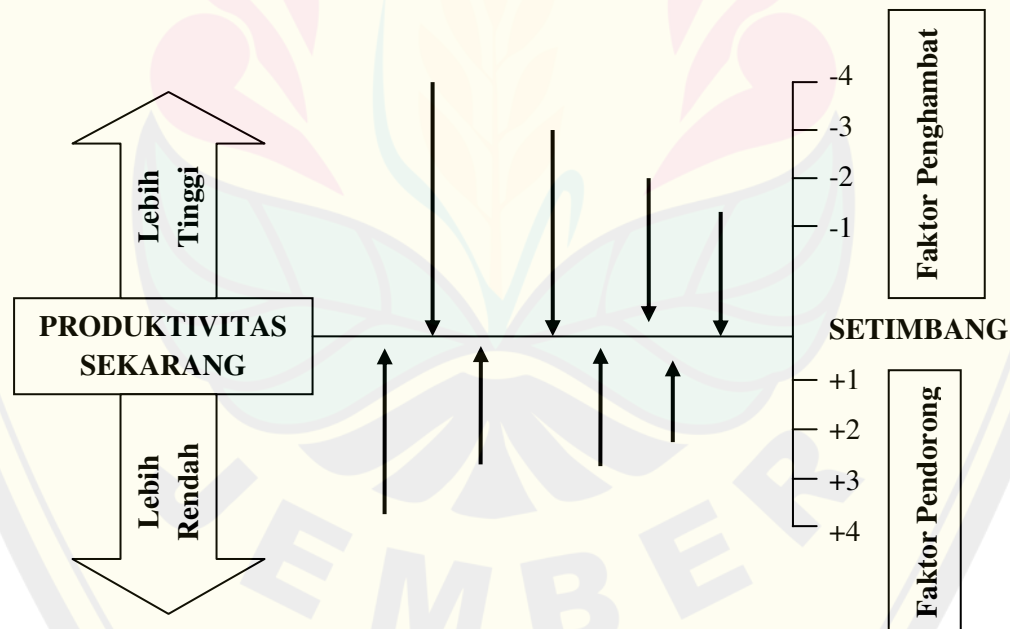 Lebih
Tinggi
PRODUKTIVITAS
SEKARANG
Lebih
Rendah
-4
-3
-2
-1
SETIMBANG
+1
+2
+3
+4
Faktor Penghambat
Faktor Pendorong
JEMBER